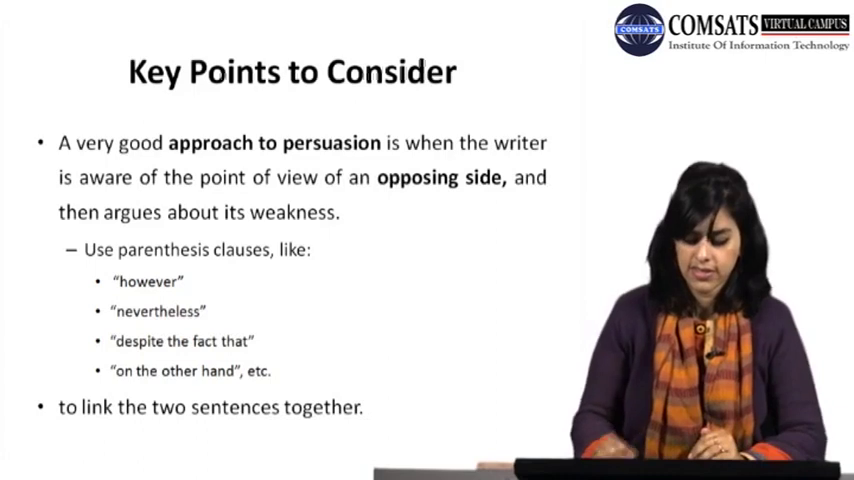 COMSATS VIRTUAL CAMPUS
COMSATS
Institute Of Information Technology
Key Points to Consider
• A very good approach to persuasion is when the writer
is aware of the point of view of an opposing side, and
then argues about its weakness.
– Use parenthesis clauses, like:
• “however”
• “nevertheless”
• “despite the fact that”
• “on the other hand”, etc.
• to link the two sentences together.